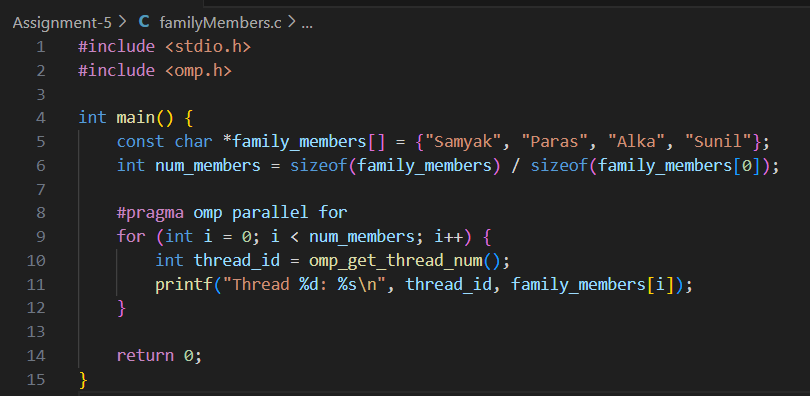 Assignment-5 > C familyMembers.c > ...
1 #include <stdio.h>
2 #include <omp.h>
3
4 int main() {
5     const char *family_members[] = {"Samyak", "Paras", "Alka", "Sunil"};
6     int num_members = sizeof(family_members) / sizeof(family_members[0]);
7
8     #pragma omp parallel for
9     for (int i = 0; i < num_members; i++) {
10         int thread_id = omp_get_thread_num();
11         printf("Thread %d: %s\n", thread_id, family_members[i]);
12     }
13
14     return 0;
15 }